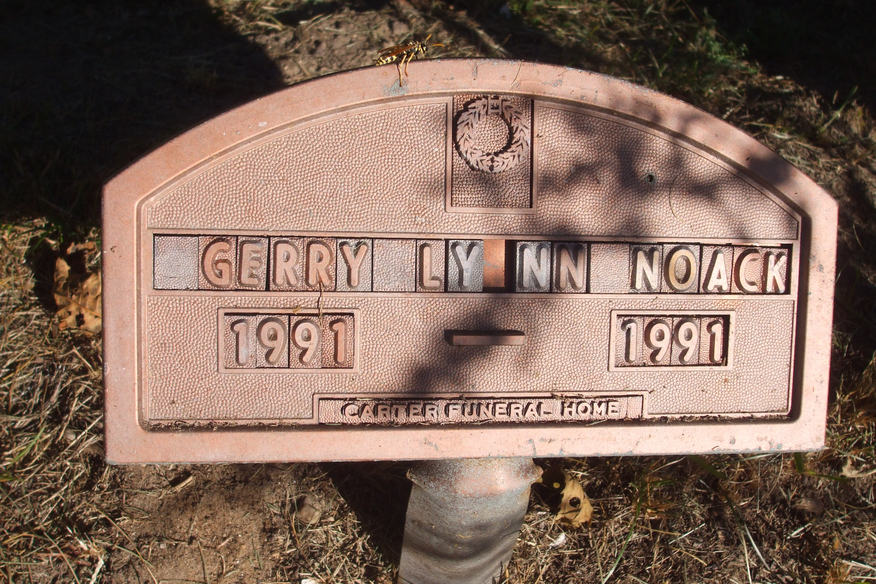 GERRY LYNN NOACK
1991 – 1991
CARTER FUNERAL HOME